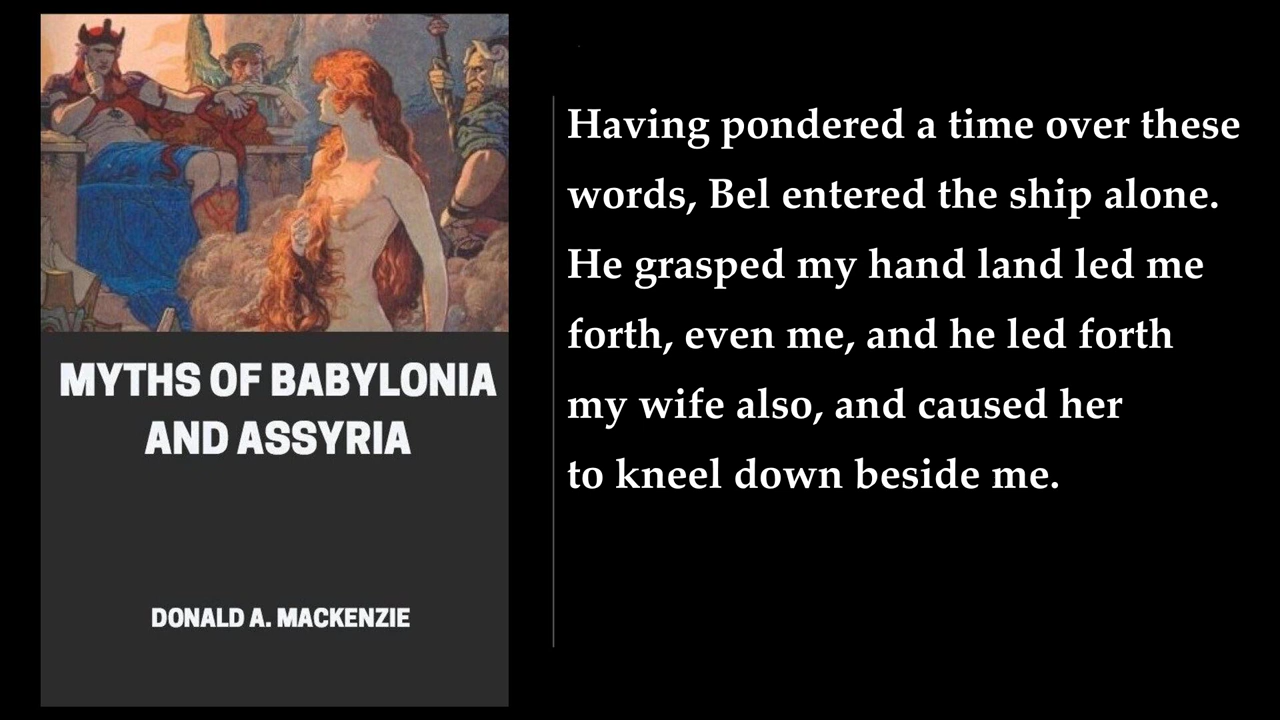 MYTHS OF BABYLONIA
AND ASSYRIA
DONALD A. MACKENZIE
Having pondered a time over these
words, Bel entered the ship alone.
He grasped my hand land led me
forth, even me, and he led forth
my wife also, and caused her
to kneel down beside me.